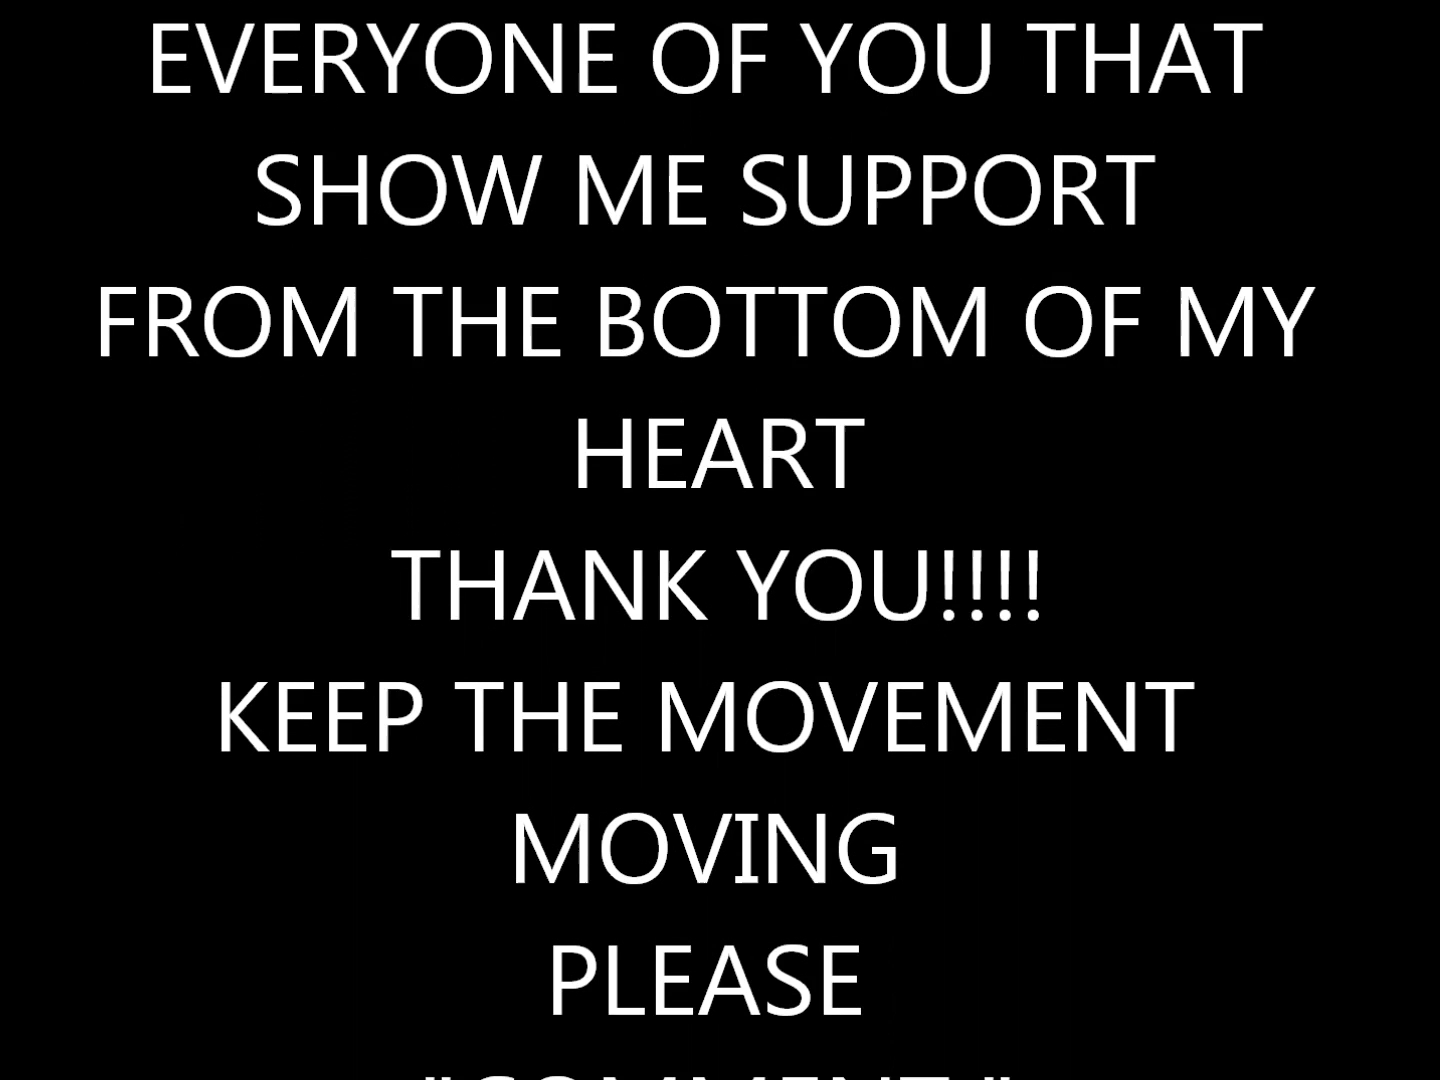 EVERYONE OF YOU THAT
SHOW ME SUPPORT
FROM THE BOTTOM OF MY
HEART
THANK YOU!!!!
KEEP THE MOVEMENT
MOVING
PLEASE